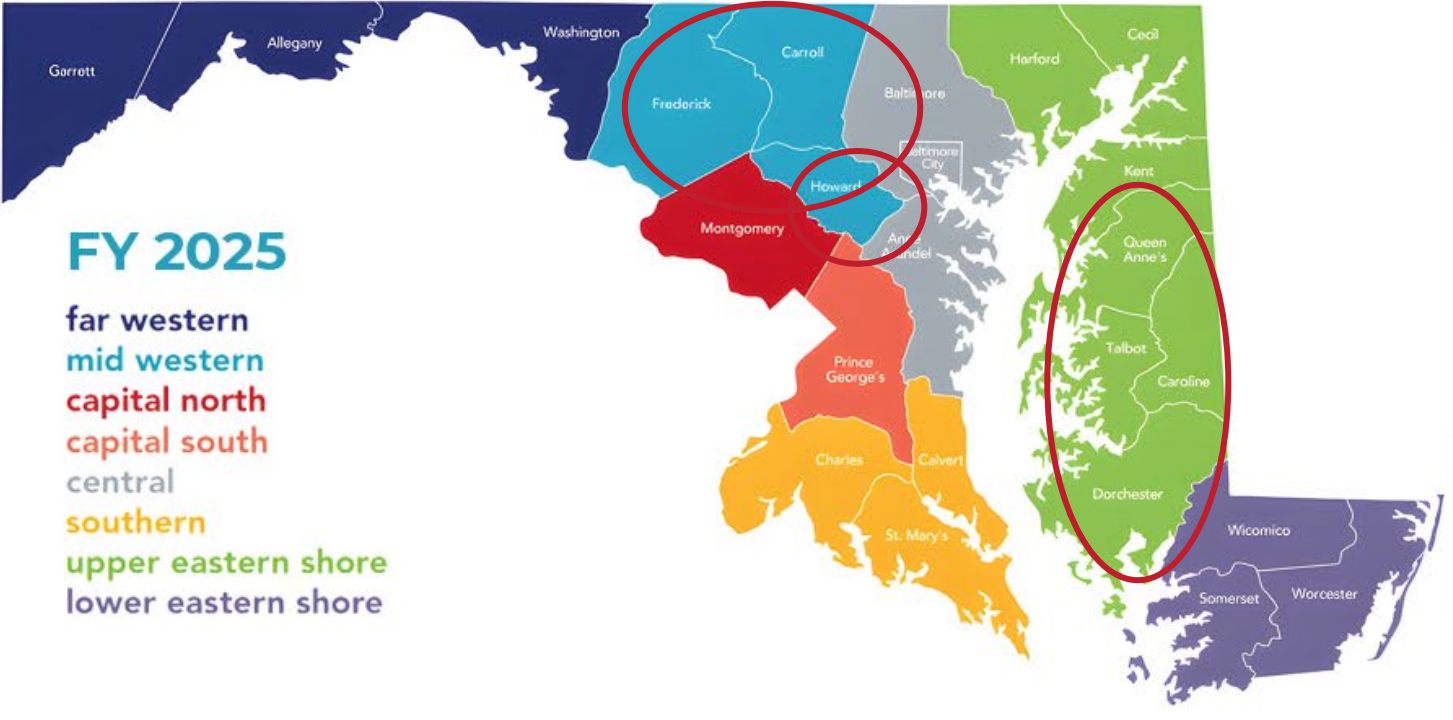 Garrett
Allegany
Washington
Frederick
Carroll
Baltimore
Baltimore
City
Harford
Cecil
Kent
Howard
Montgomery
Anne
Arundel
Queen
Anne's
Talbot
Caroline
Prince
George's
Charles
Calvert
St. Mary's
Dorchester
Wicomico
Somerset
Worcester
FY 2025
far western
mid western
capital north
capital south
central
southern
upper eastern shore
lower eastern shore